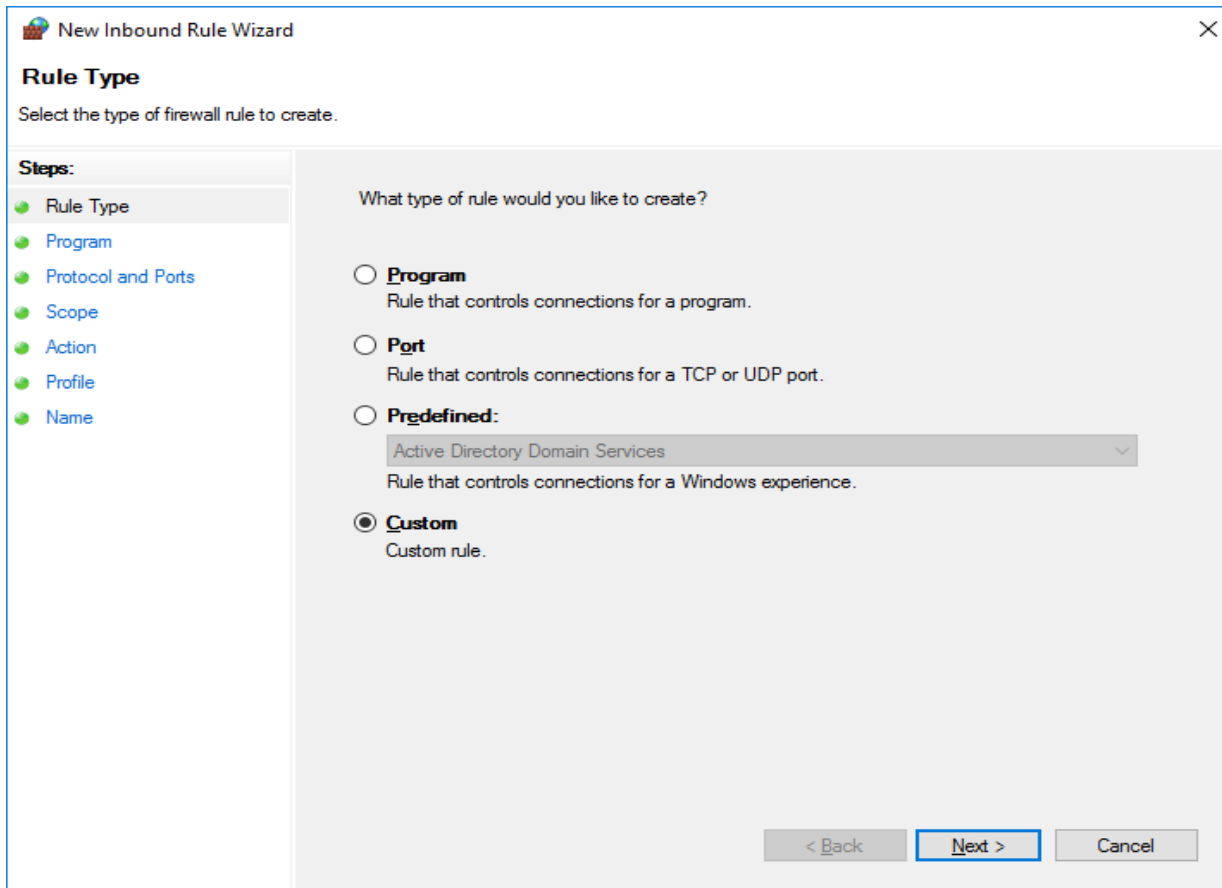 New Inbound Rule Wizard
Rule Type
Select the type of firewall rule to create.
Steps:
Rule Type
Program
Protocol and Ports
Scope
Action
Profile
Name
What type of rule would you like to create?
Program
Rule that controls connections for a program.
Port
Rule that controls connections for a TCP or UDP port.
Predefined:
Active Directory Domain Services
Rule that controls connections for a Windows experience.
Custom
Custom rule.
< Back Next > Cancel